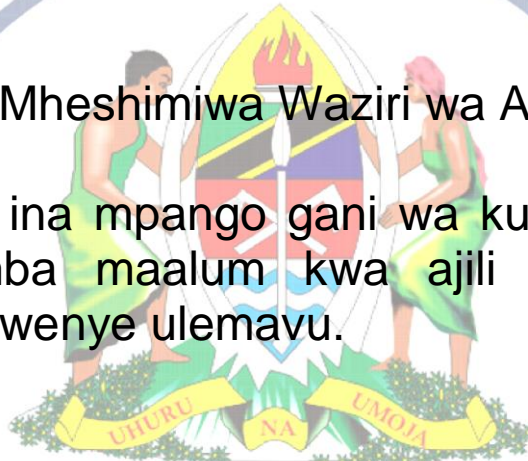 Mheshimiwa Waziri wa A
ina mpango gani wa ku
ba maalum kwa ajili
wenye ulemavu.
UHURU NA UMOJA